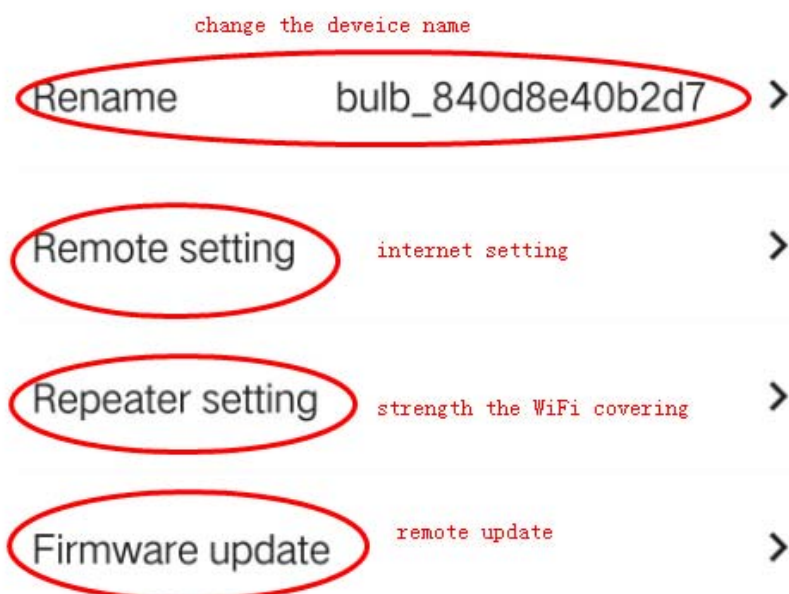 change the deveice name
Rename bulb_840d8e40b2d7 >
Remote setting internet setting >
Repeater setting strength the WiFi covering >
Firmware update remote update >